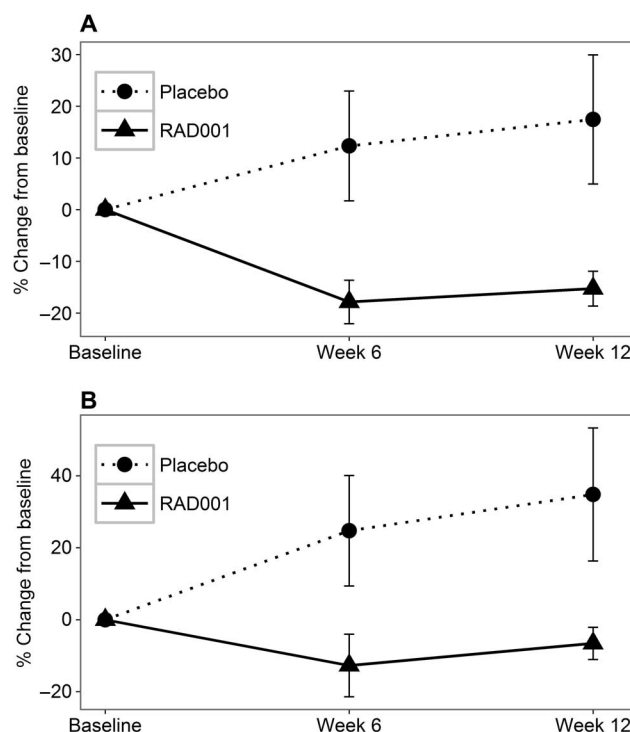 A
% Change from baseline
30
20
10
0
–10
–20
Placebo
RAD001
Baseline
Week 6
Week 12
B
% Change from baseline
40
20
0
–20
Placebo
RAD001
Baseline
Week 6
Week 12